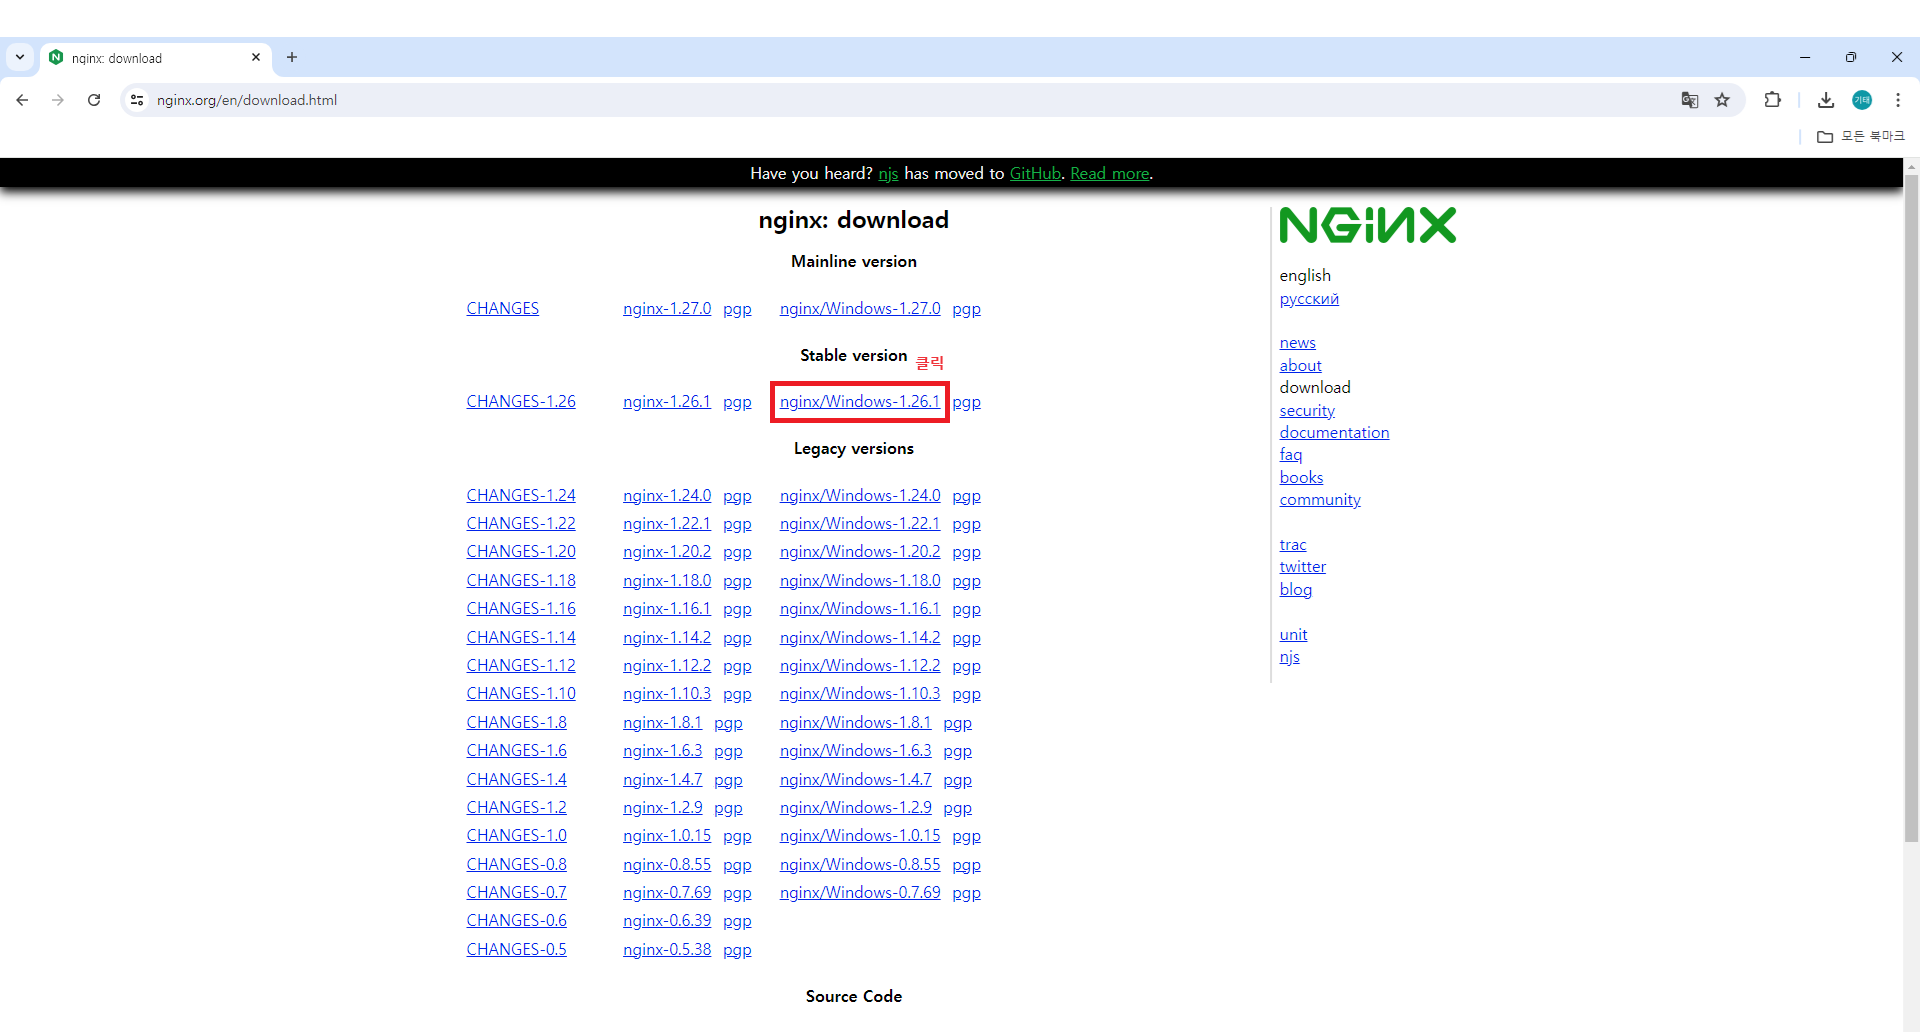 nginx: download
nginx.org/en/download.html
기태
모든 북마크
Have you heard? njs has moved to GitHub. Read more.
nginx: download
Mainline version
CHANGES nginx-1.27.0 pgp nginx/Windows-1.27.0 pgp
Stable version 클릭
CHANGES-1.26 nginx-1.26.1 pgp nginx/Windows-1.26.1 pgp
Legacy versions
CHANGES-1.24 nginx-1.24.0 pgp nginx/Windows-1.24.0 pgp
CHANGES-1.22 nginx-1.22.1 pgp nginx/Windows-1.22.1 pgp
CHANGES-1.20 nginx-1.20.2 pgp nginx/Windows-1.20.2 pgp
CHANGES-1.18 nginx-1.18.0 pgp nginx/Windows-1.18.0 pgp
CHANGES-1.16 nginx-1.16.1 pgp nginx/Windows-1.16.1 pgp
CHANGES-1.14 nginx-1.14.2 pgp nginx/Windows-1.14.2 pgp
CHANGES-1.12 nginx-1.12.2 pgp nginx/Windows-1.12.2 pgp
CHANGES-1.10 nginx-1.10.3 pgp nginx/Windows-1.10.3 pgp
CHANGES-1.8 nginx-1.8.1 pgp nginx/Windows-1.8.1 pgp
CHANGES-1.6 nginx-1.6.3 pgp nginx/Windows-1.6.3 pgp
CHANGES-1.4 nginx-1.4.7 pgp nginx/Windows-1.4.7 pgp
CHANGES-1.2 nginx-1.2.9 pgp nginx/Windows-1.2.9 pgp
CHANGES-1.0 nginx-1.0.15 pgp nginx/Windows-1.0.15 pgp
CHANGES-0.8 nginx-0.8.55 pgp nginx/Windows-0.8.55 pgp
CHANGES-0.7 nginx-0.7.69 pgp nginx/Windows-0.7.69 pgp
CHANGES-0.6 nginx-0.6.39 pgp
CHANGES-0.5 nginx-0.5.38 pgp
Source Code
NGINX
english
русский
news
about
download
security
documentation
faq
books
community
trac
twitter
blog
unit
njs